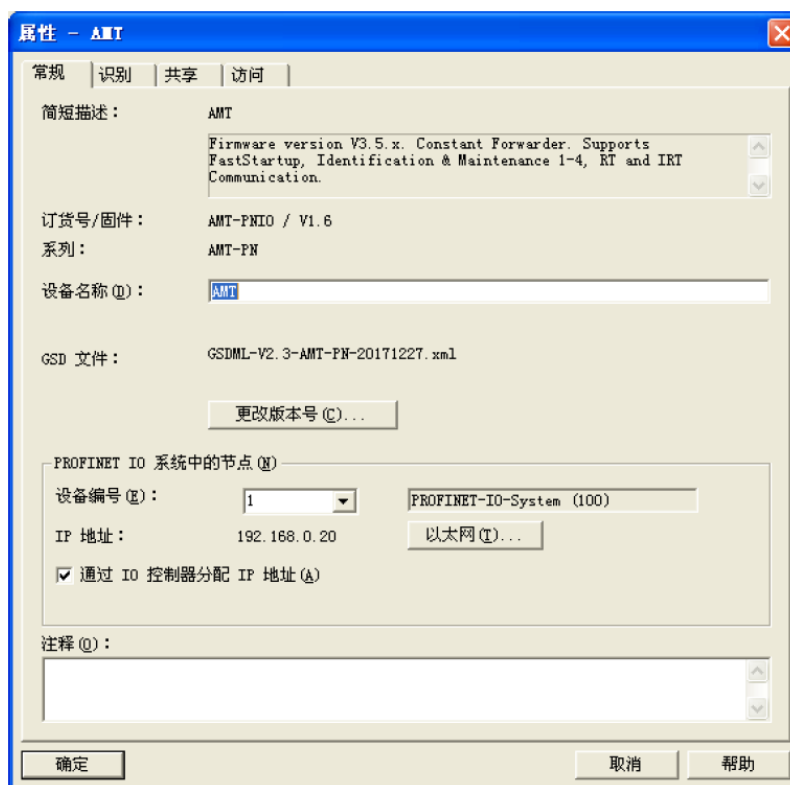 属性 - AMT
常规 识别 共享 访问
简短描述： AMT
Firmware version V3.5.x. Constant Forwarder. Supports
FastStartup, Identification & Maintenance 1-4, RT and IRT
Communication.
订货号/固件： AMT-PNIO / V1.6
系列： AMT-PN
设备名称(D)： AMT
GSD 文件： GSDML-V2.3-AMT-PN-20171227.xml
更改版本号(C)...
PROFINET IO 系统中的节点(N)
设备编号(E)： 1 PROFINET-IO-System (100)
IP 地址： 192.168.0.20 以太网(T)...
通过 IO 控制器分配 IP 地址(A)
注释(O)：
确定 取消 帮助